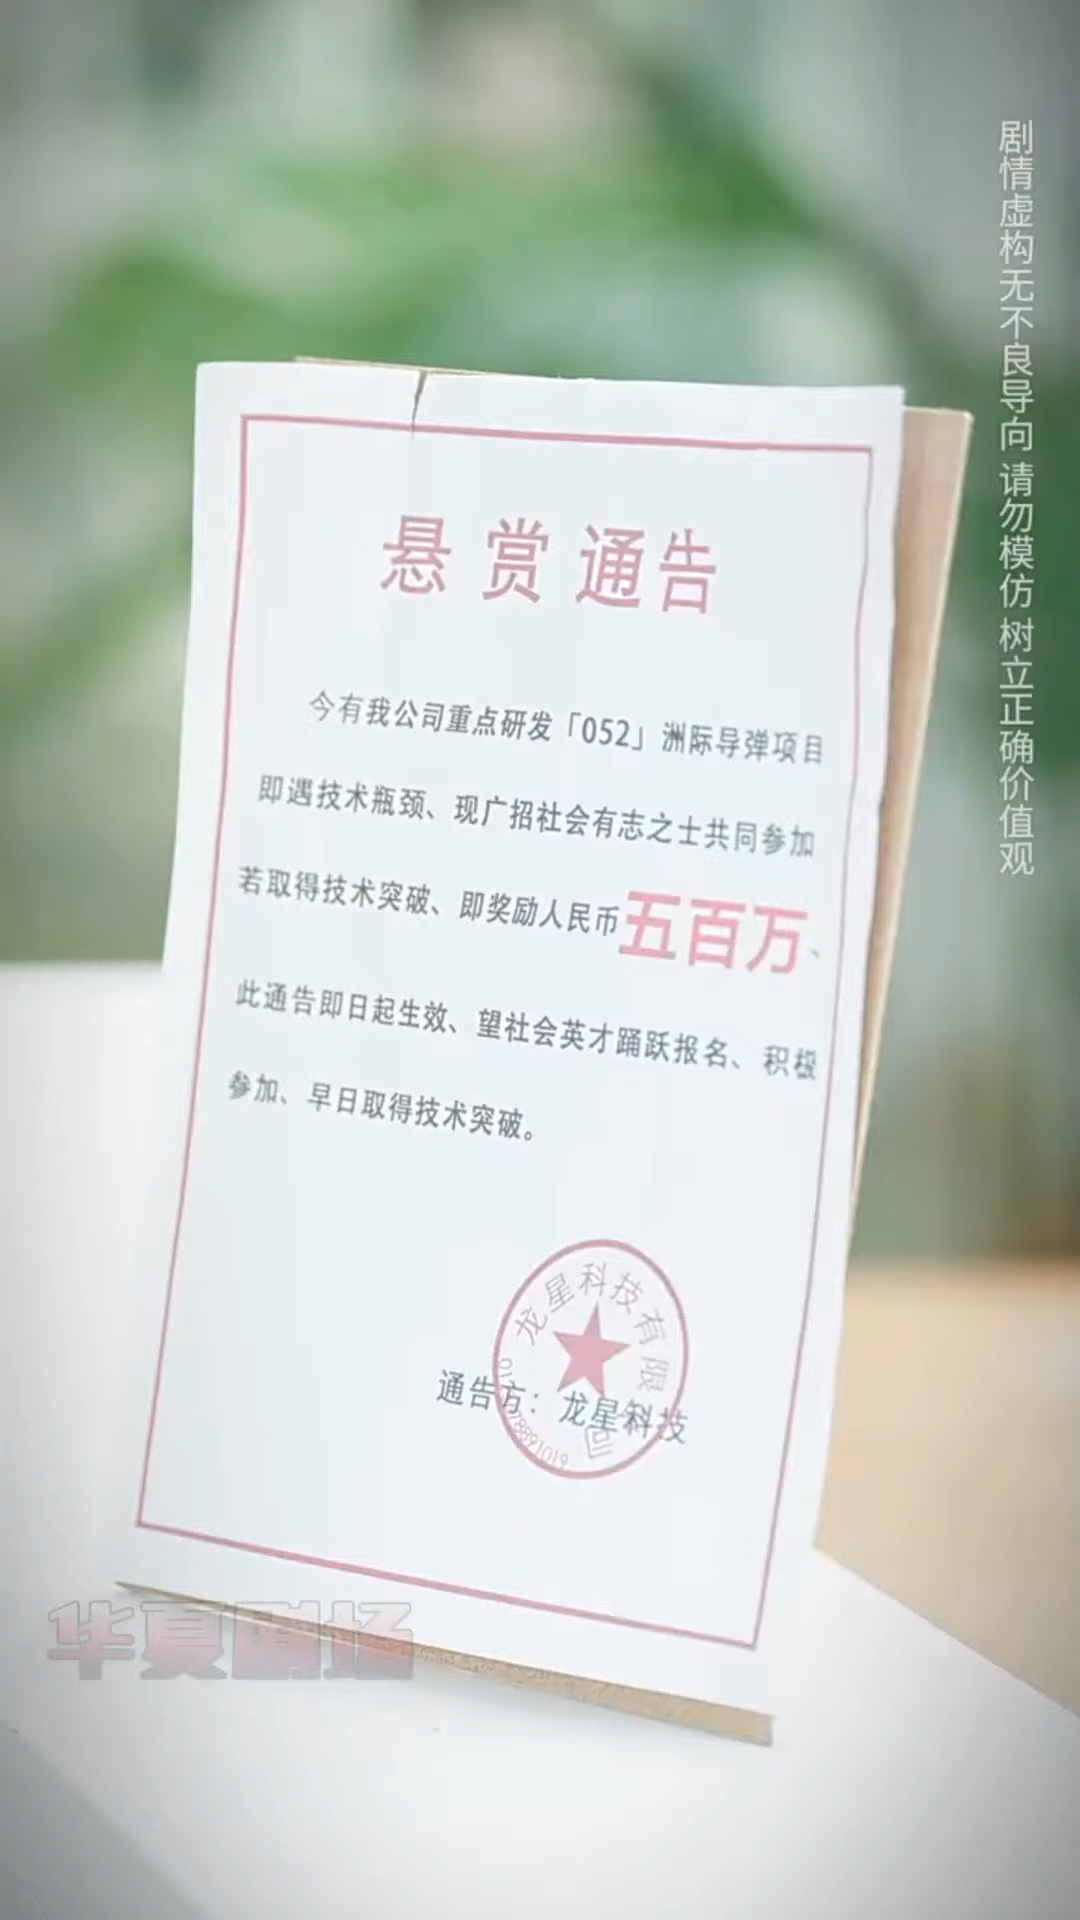 剧情虚构无不良导向 请勿模仿 树立正确价值观
悬赏通告
今有我公司重点研发「052」洲际导弹项目
即遇技术瓶颈、现广招社会有志之士共同参加
若取得技术突破、即奖励人民币五百万、
此通告即日起生效、望社会英才踊跃报名、积极
参加、早日取得技术突破。
龙星科技有限 司
通告方：龙星科技
华夏剧场